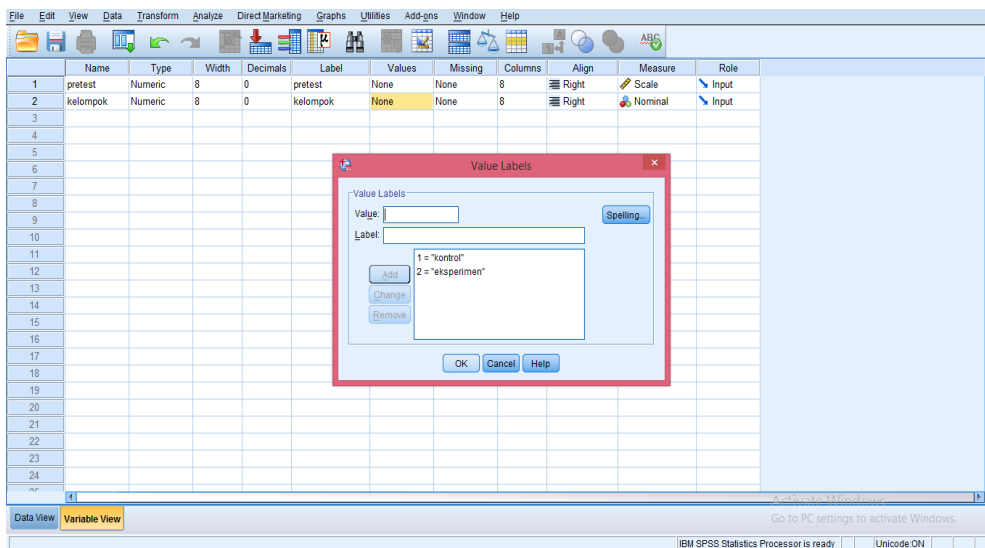 File Edit View Data Transform Analyze Direct Marketing Graphs Utilities Add-ons Window Help
Name Type Width Decimals Label Values Missing Columns Align Measure Role
1 pretest Numeric 8 0 pretest None None 8 Right Scale Input
2 kelompok Numeric 8 0 kelompok None None 8 Right Nominal Input
3
4
5
6
7
8
9
10
11
12
13
14
15
16
17
18
19
20
21
22
23
24
Value Labels
Value Labels
Value:
Spelling...
Label:
1 = "kontrol"
2 = "eksperimen"
Add
Change
Remove
OK Cancel Help
Activate Windows
Go to PC settings to activate Windows.
Data View Variable View
IBM SPSS Statistics Processor is ready Unicode:ON